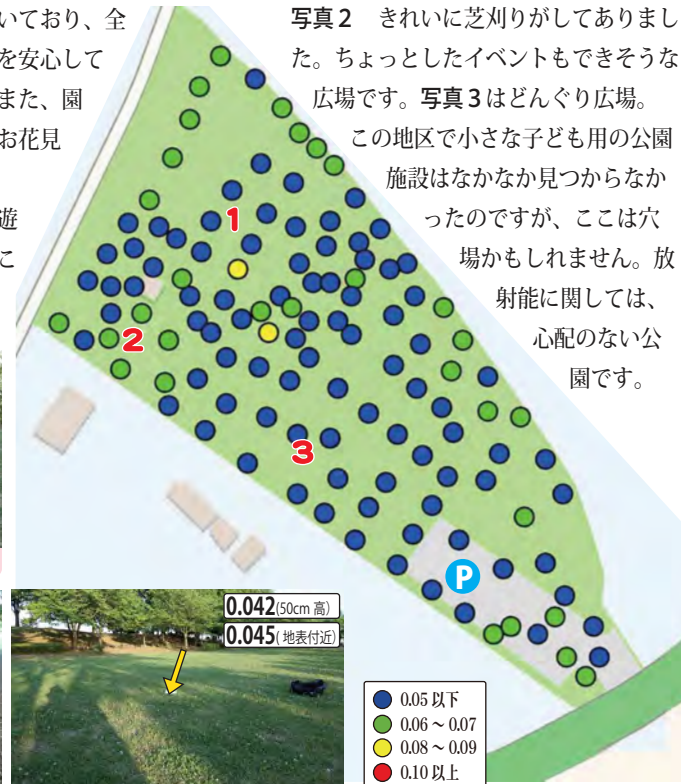 いており、全
を安心して
また、園
お花見
遊
こ
写真2 きれいに芝刈りがしてありまし
た。ちょっとしたイベントもできそうな
広場です。写真3はどんぐり広場。
この地区で小さな子ども用の公園
施設はなかなか見つからなか
ったのですが、ここは穴
場かもしれません。放
射能に関しては、
心配のない公
園です。
1
2
3
P
0.042(50cm 高)
0.045(地表付近)
0.05 以下
0.06 〜 0.07
0.08 〜 0.09
0.10 以上